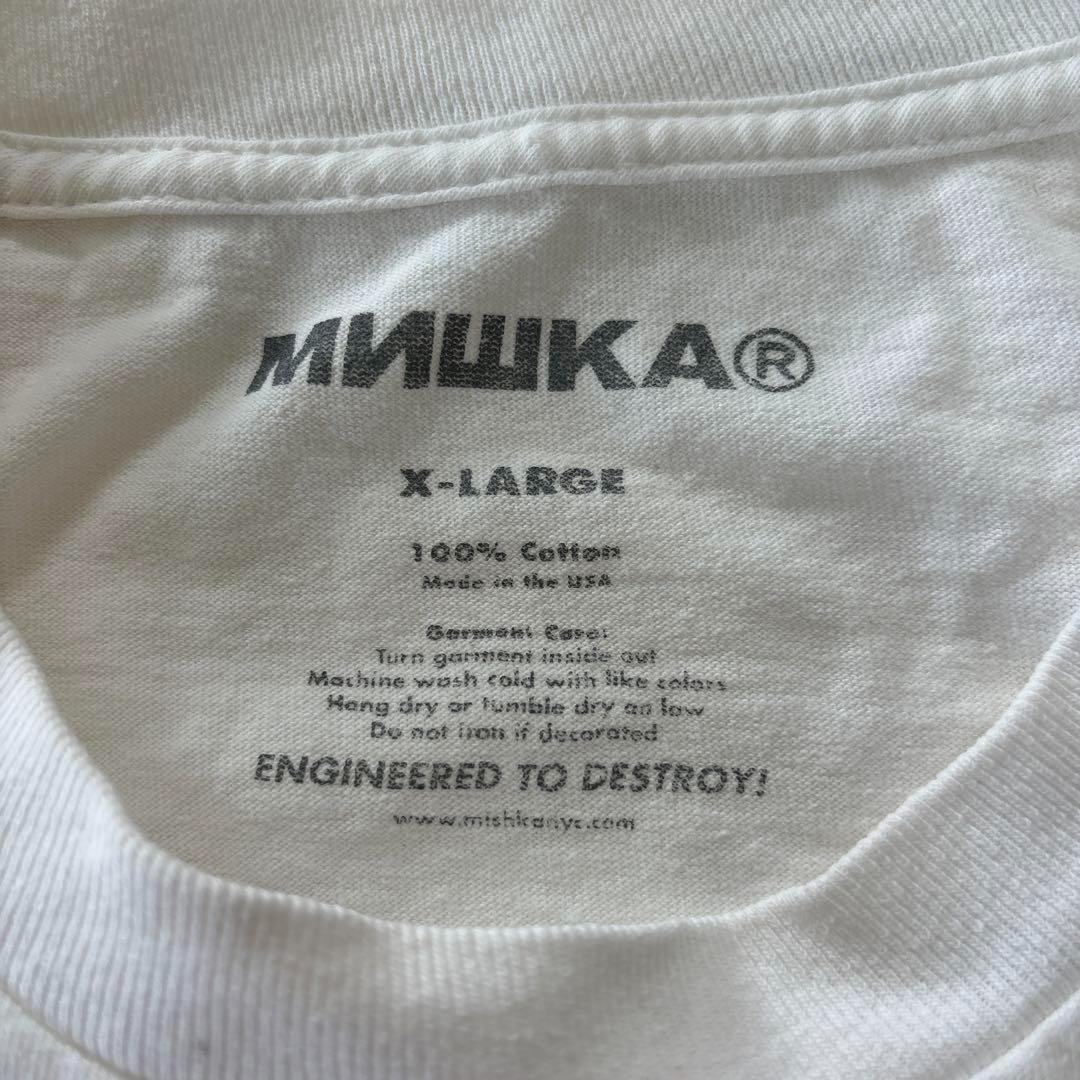 МИШКА®
X-LARGE
100% Cotton
Made in the USA
Garment Care:
Turn garment inside out
Machine wash cold with like colors
Hang dry or tumble dry on low
Do not iron if decorated
ENGINEERED TO DESTROY!
www.mishkanyc.com